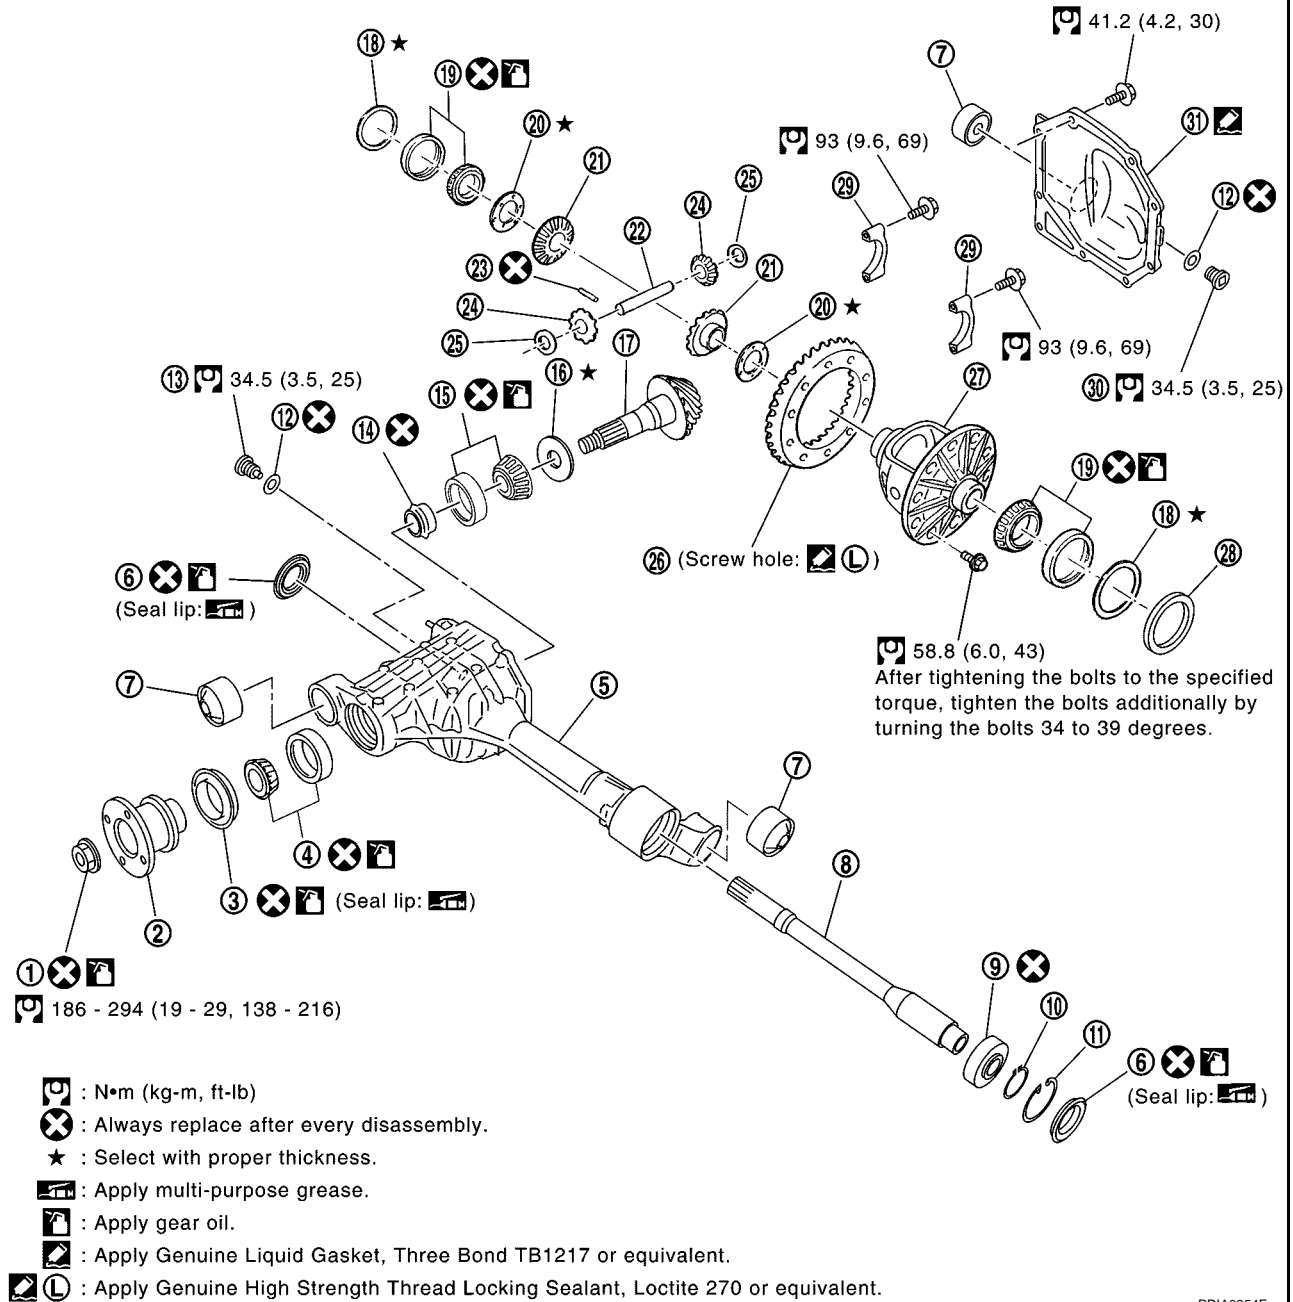 41.2 (4.2, 30)
18 ★
7
19
31
20 ★
93 (9.6, 69)
21
25
29
12
24
22
23
29
21
24
20 ★
25
17
93 (9.6, 69)
16 ★
13 34.5 (3.5, 25)
27
30 34.5 (3.5, 25)
15
12
14
19
18 ★
28
26 (Screw hole: L)
6
(Seal lip: )
58.8 (6.0, 43)
After tightening the bolts to the specified
torque, tighten the bolts additionally by
turning the bolts 34 to 39 degrees.
7
5
7
4
8
3 (Seal lip: )
2
1
9
186 - 294 (19 - 29, 138 - 216)
10
11
6
(Seal lip: )
: N•m (kg-m, ft-lb)
: Always replace after every disassembly.
★ : Select with proper thickness.
: Apply multi-purpose grease.
: Apply gear oil.
: Apply Genuine Liquid Gasket, Three Bond TB1217 or equivalent.
L : Apply Genuine High Strength Thread Locking Sealant, Loctite 270 or equivalent.